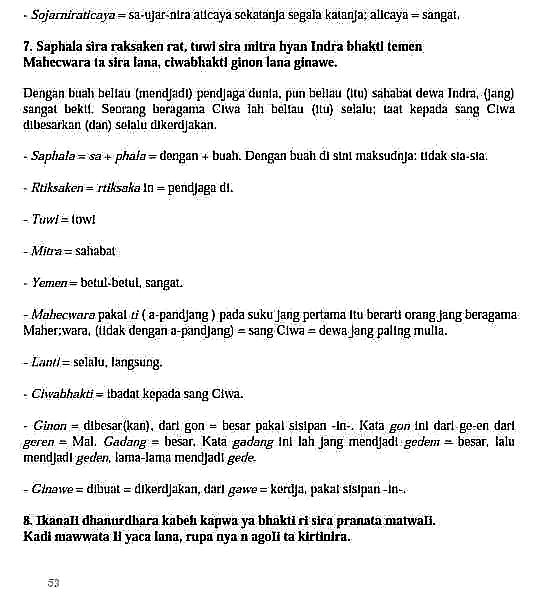 - Sojarniraticaya = sa-ujar-nira aticaya sekatanja segala katanja; aticaya = sangat.
7. Saphala sira raksaken rat, tuwi sira mitra hyan Indra bhakti temen
Mahecwara ta sira lana, ciwabhakti ginon lana ginawe.
Dengan buah beliau (mendjadi) pendjaga dunia, pun beliau (itu) sahabat dewa Indra, (jang)
sangat bekti. Seorang beragama Ciwa lah beliau (itu) selalu; taat kepada sang Ciwa
dibesarkan (dan) selalu dikerdjakan.
- Saphala = sa + phala = dengan + buah. Dengan buah di sini maksudnja: tidak sia-sia.
- Rtiksaken = rtiksaka in = pendjaga di.
- Tuwi = towi
- Mitra = sahabat
- Yemen = betul-betul, sangat.
- Mahecwara pakai ti ( a-pandjang ) pada suku jang pertama itu berarti orang jang beragama
Maher;wara, (tidak dengan a-pandjang) = sang Ciwa = dewa jang paling mulia.
- Lanti = selalu, langsung.
- Ciwabhakti = ibadat kepada sang Ciwa.
- Ginon = dibesar(kan), dari gon = besar pakai sisipan -in-. Kata gon ini dari ge-en dari
geren = Mal. Gadang = besar. Kata gadang ini lah jang mendjadi gedem = besar, lalu
mendjadi geden, lama-lama mendjadi gede.
- Ginawe = dibuat = dikerdjakan, dari gawe = kerdja, pakai sisipan -in-.
8. IkanaIi dhanurdhara kabeh kapwa ya bhakti ri sira pranata matwaIi.
Kadi mawwata Ii yaca lana, rupa nya n agoIi ta kirtinira.
53